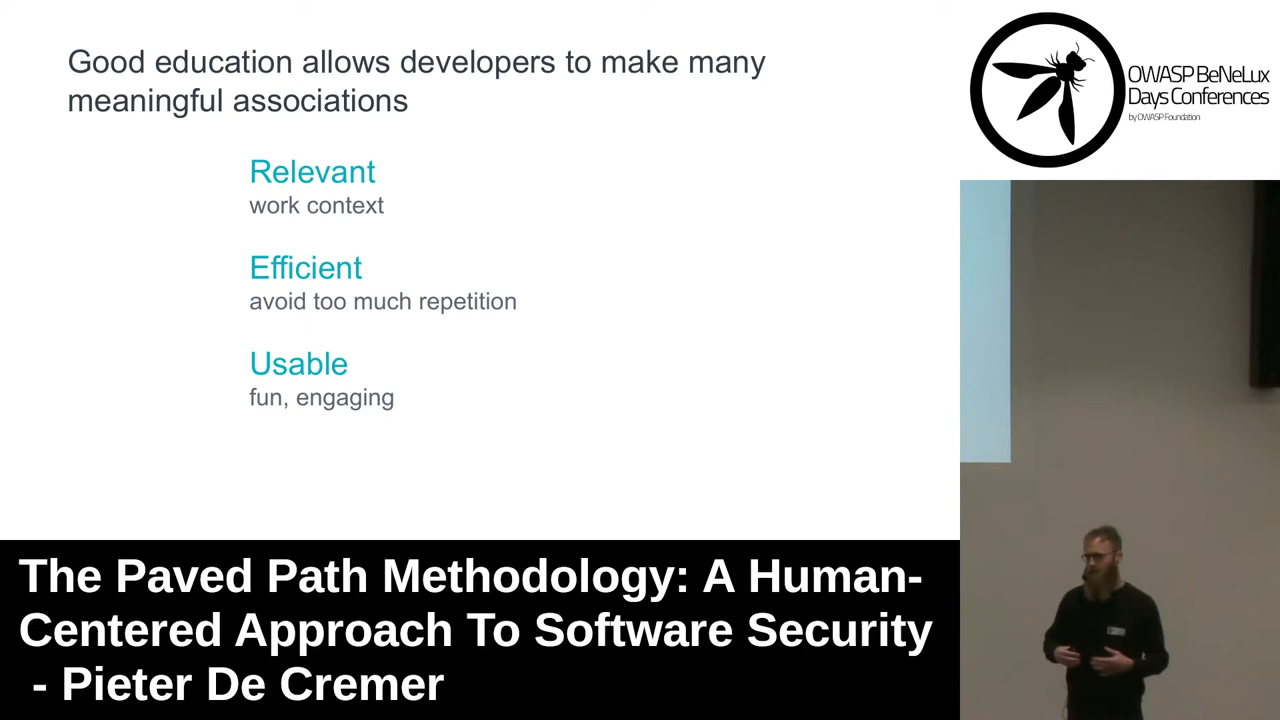 Good education allows developers to make many
meaningful associations
Relevant
work context
Efficient
avoid too much repetition
Usable
fun, engaging
OWASP BeNeLux
Days Conferences
by OWASP Foundation
The Paved Path Methodology: A Human-
Centered Approach To Software Security
- Pieter De Cremer